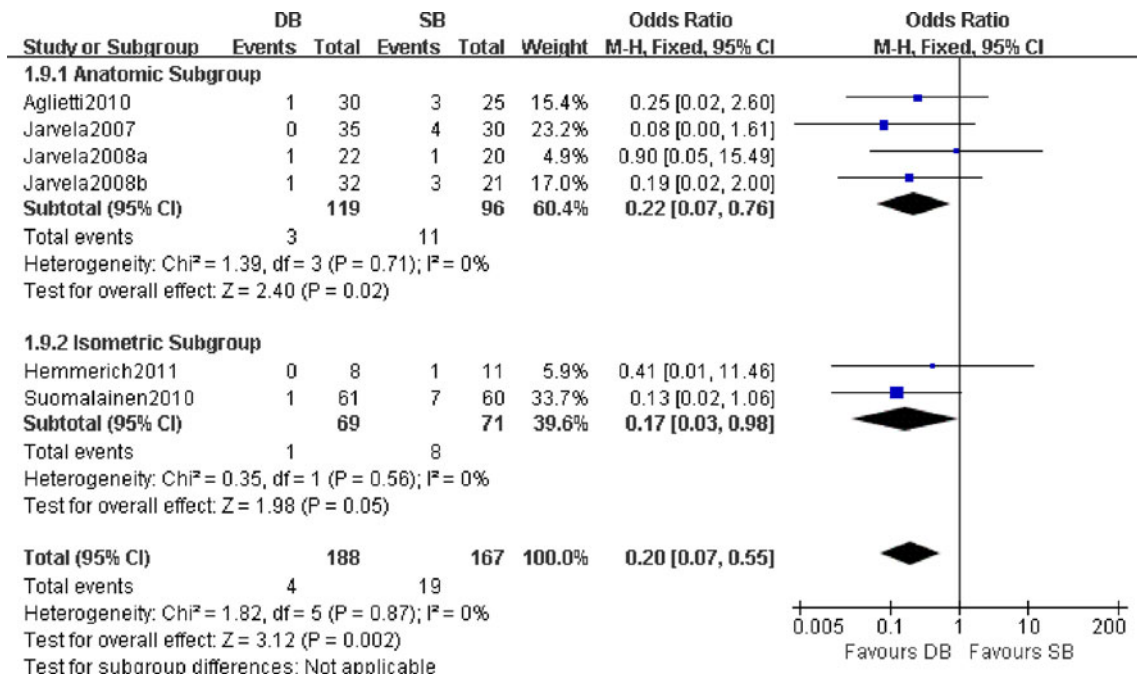 DB SB Odds Ratio Odds Ratio
Study or Subgroup Events Total Events Total Weight M-H, Fixed, 95% CI M-H, Fixed, 95% CI
1.9.1 Anatomic Subgroup
Aglietti2010 1 30 3 25 15.4% 0.25 [0.02, 2.60]
Jarvela2007 0 35 4 30 23.2% 0.08 [0.00, 1.61]
Jarvela2008a 1 22 1 20 4.9% 0.90 [0.05, 15.49]
Jarvela2008b 1 32 3 21 17.0% 0.19 [0.02, 2.00]
Subtotal (95% CI) 119 96 60.4% 0.22 [0.07, 0.76]
Total events 3 11
Heterogeneity: Chi² = 1.39, df = 3 (P = 0.71); I² = 0%
Test for overall effect: Z = 2.40 (P = 0.02)
1.9.2 Isometric Subgroup
Hemmerich2011 0 8 1 11 5.9% 0.41 [0.01, 11.46]
Suomalainen2010 1 61 7 60 33.7% 0.13 [0.02, 1.06]
Subtotal (95% CI) 69 71 39.6% 0.17 [0.03, 0.98]
Total events 1 8
Heterogeneity: Chi² = 0.35, df = 1 (P = 0.56); I² = 0%
Test for overall effect: Z = 1.98 (P = 0.05)
Total (95% CI) 188 167 100.0% 0.20 [0.07, 0.55]
Total events 4 19
Heterogeneity: Chi² = 1.82, df = 5 (P = 0.87); I² = 0%
Test for overall effect: Z = 3.12 (P = 0.002)
Test for subgroup differences: Not applicable
0.005 0.1 1 10 200
Favours DB Favours SB